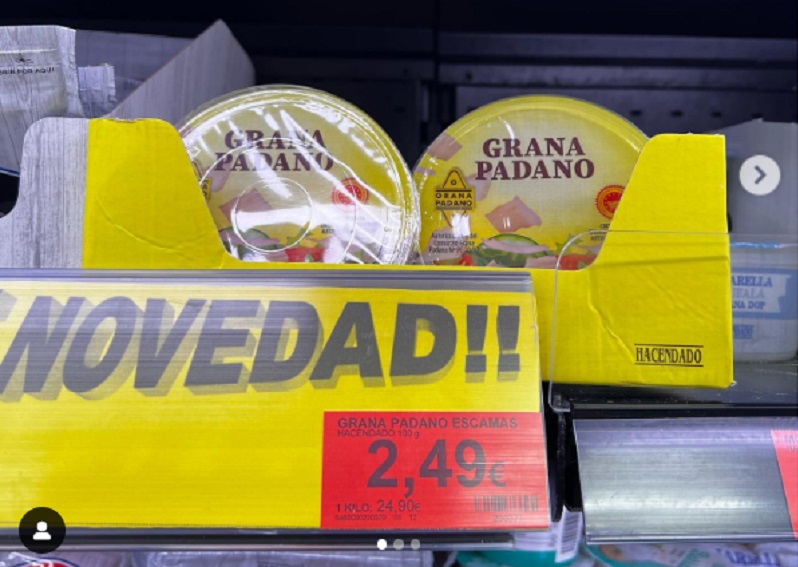 GRANA
PADANO
GRANA
PADANO
GRANA
PADANO
HACENDADO
NOVEDAD!!
GRANA PADANO ESCAMAS
HACENDADO 100 g
2,49€
1 KILO: 24,90€